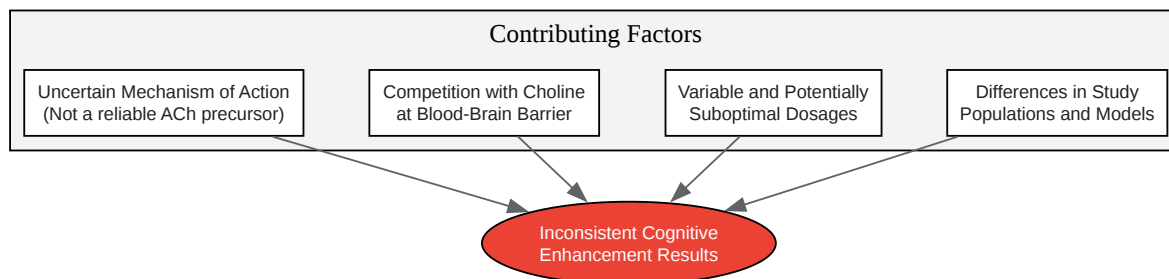 Contributing Factors
Uncertain Mechanism of Action
(Not a reliable ACh precursor)
Competition with Choline
at Blood-Brain Barrier
Variable and Potentially
Suboptimal Dosages
Differences in Study
Populations and Models
Inconsistent Cognitive
Enhancement Results